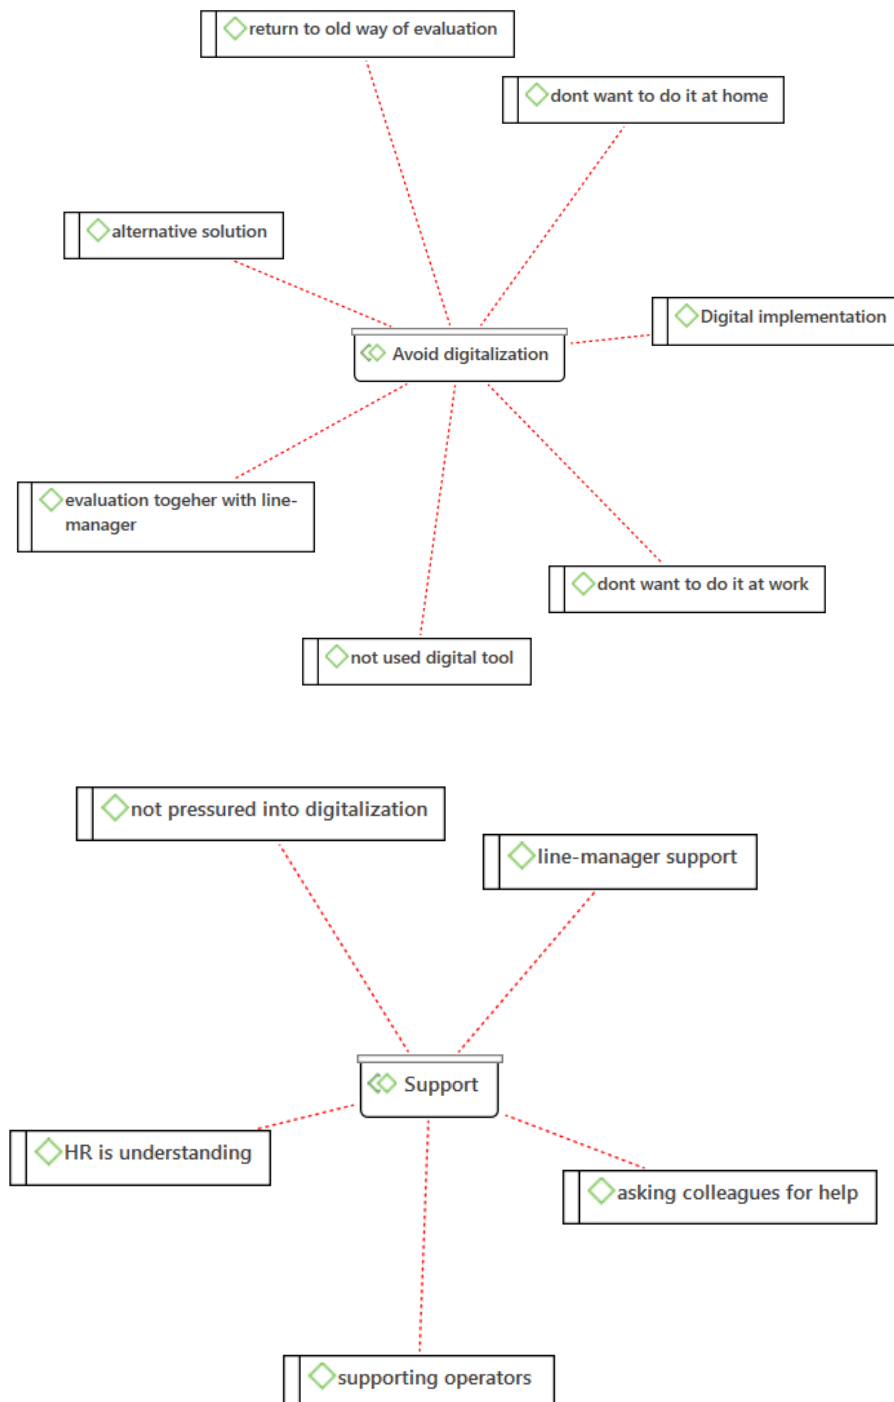 return to old way of evaluation
dont want to do it at home
alternative solution
Digital implementation
Avoid digitalization
evaluation togeher with line-
manager
dont want to do it at work
not used digital tool
not pressured into digitalization
line-manager support
Support
HR is understanding
asking colleagues for help
supporting operators